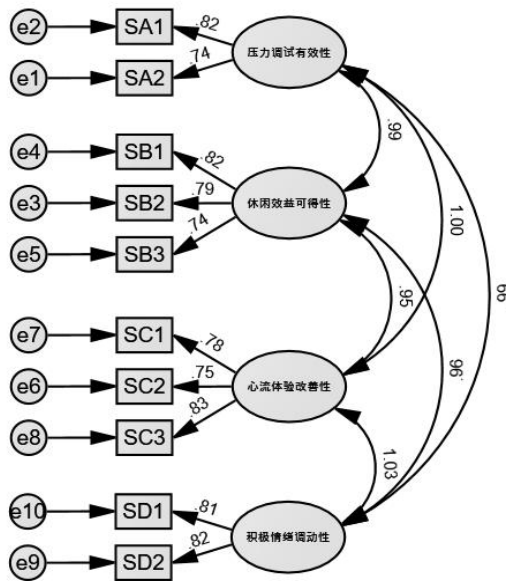 e2
SA1
.82
压力调试有效性
e1
SA2
.74
.99
e4
SB1
.82
e3
SB2
.79
休闲效益可得性
1.00
e5
SB3
.74
.95
.99
e7
SC1
.78
.96
e6
SC2
.75
心流体验改善性
e8
SC3
.83
1.03
e10
SD1
.81
积极情绪调动性
e9
SD2
.82